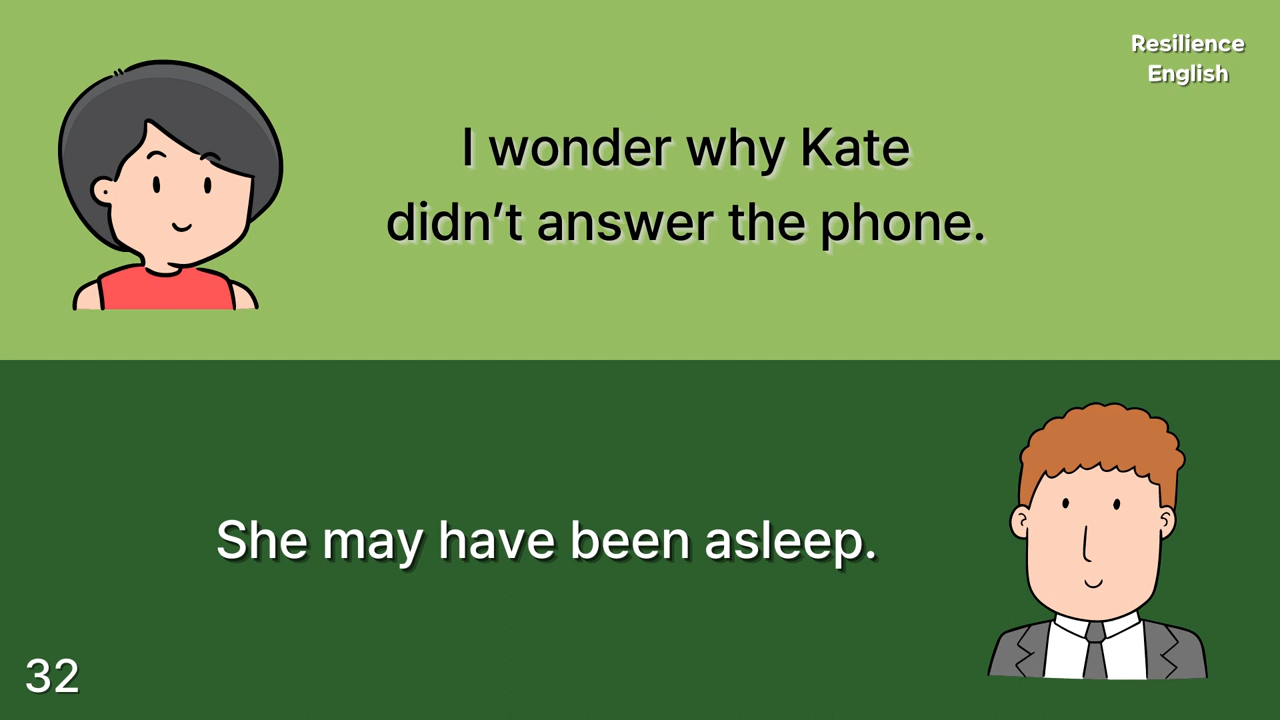 Resilience
English
I wonder why Kate
didn’t answer the phone.
She may have been asleep.
32